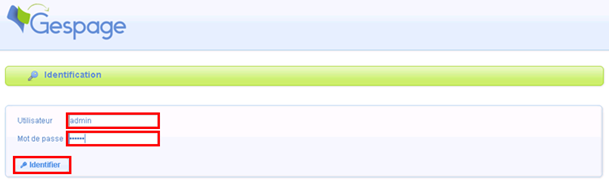 Gespage
Identification
Utilisateur admin
Mot de passe ••••••
Identifier